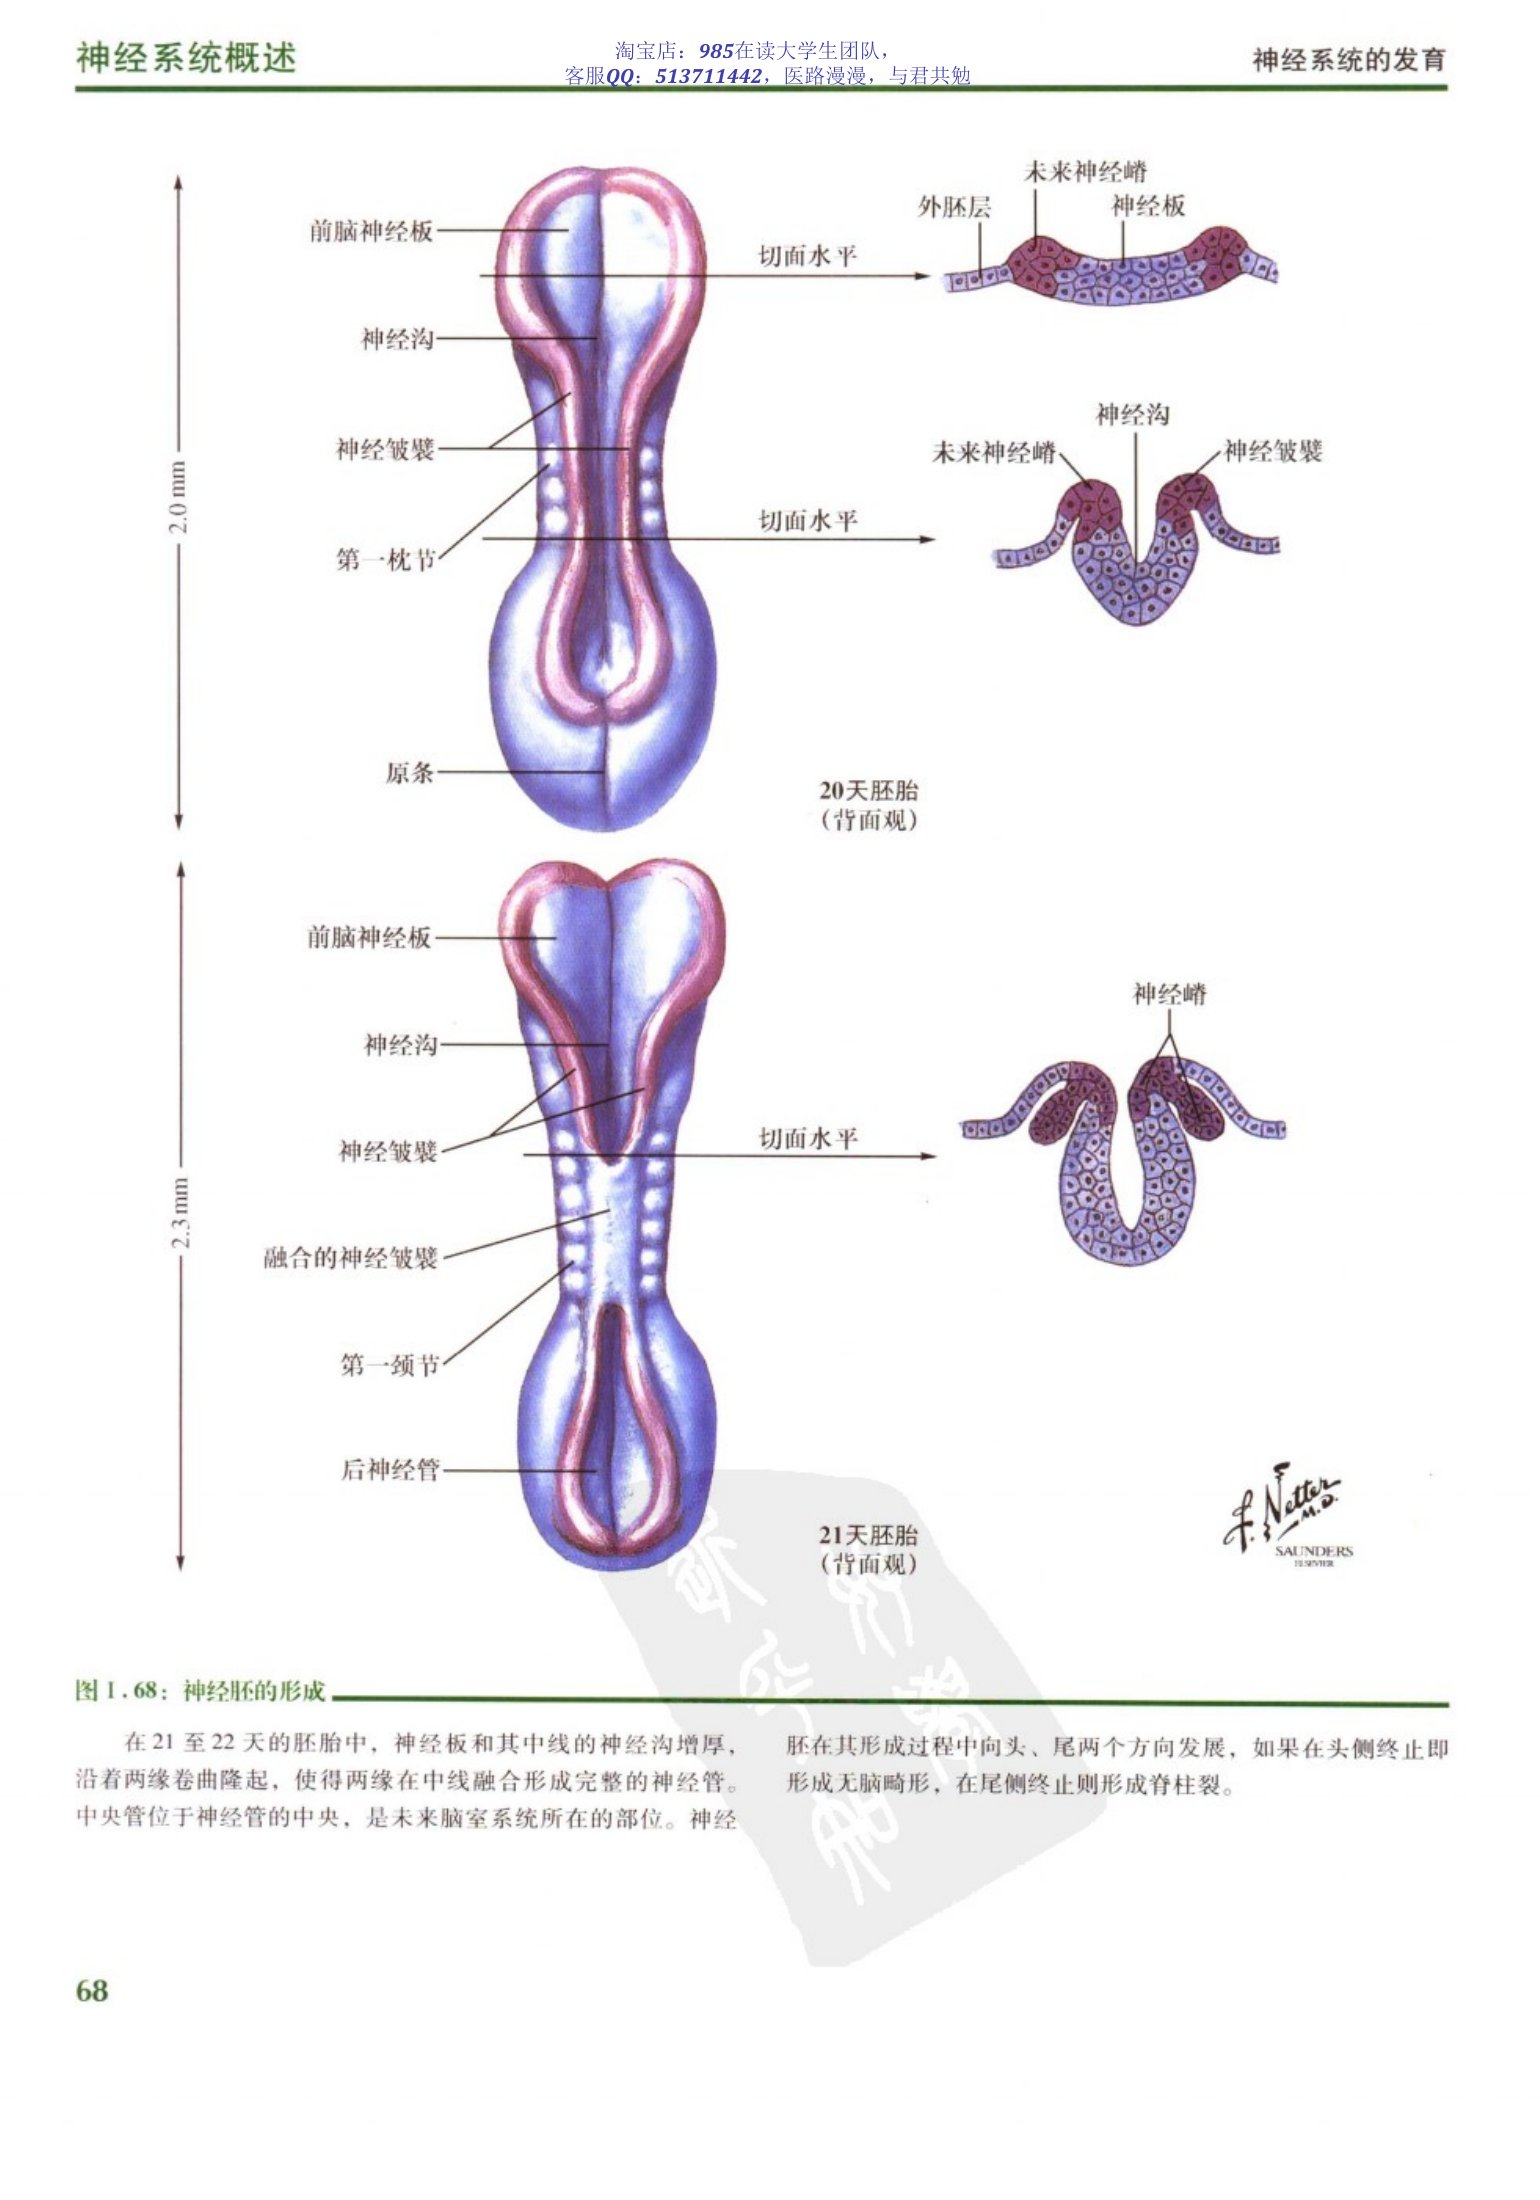 神经系统概述
淘宝店：985在读大学生团队，
客服QQ：513711442，医路漫漫，与君共勉
神经系统的发育
未来神经嵴
外胚层
神经板
前脑神经板
切面水平
神经沟
神经沟
未来神经嵴
神经皱襞
神经皱襞
2.0 mm
切面水平
第一枕节
原条
20天胚胎
（背面观）
前脑神经板
神经嵴
神经沟
切面水平
神经皱襞
2.3 mm
融合的神经皱襞
第一颈节
后神经管
21天胚胎
（背面观）
F. Netter
M.D.
SAUNDERS
ELSEVIER
图 I.68：神经胚的形成
在 21 至 22 天的胚胎中，神经板和其中线的神经沟增厚，
沿着两缘卷曲隆起，使得两缘在中线融合形成完整的神经管。
中央管位于神经管的中央，是未来脑室系统所在的部位。神经
胚在其形成过程中向头、尾两个方向发展，如果在头侧终止即
形成无脑畸形，在尾侧终止则形成脊柱裂。
68